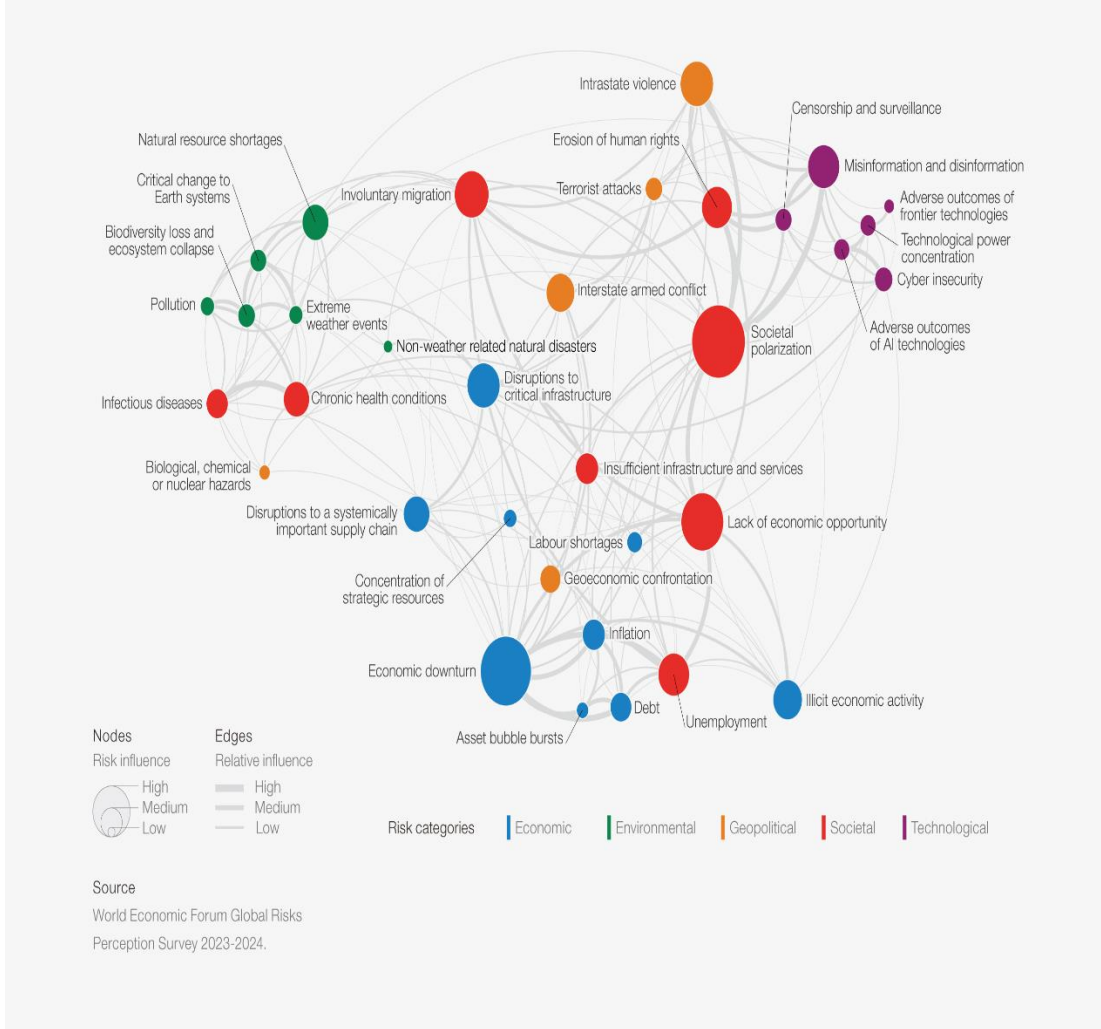 Intrastate violence
Censorship and surveillance
Natural resource shortages
Erosion of human rights
Misinformation and disinformation
Critical change to
Earth systems
Involuntary migration
Terrorist attacks
Adverse outcomes of
frontier technologies
Biodiversity loss and
ecosystem collapse
Technological power
concentration
Cyber insecurity
Pollution
Extreme
weather events
Interstate armed conflict
Societal
polarization
Adverse outcomes
of AI technologies
Non-weather related natural disasters
Disruptions to
critical infrastructure
Infectious diseases
Chronic health conditions
Biological, chemical
or nuclear hazards
Insufficient infrastructure and services
Disruptions to a systemically
important supply chain
Lack of economic opportunity
Labour shortages
Concentration of
strategic resources
Geoeconomic confrontation
Inflation
Economic downturn
Illicit economic activity
Debt
Unemployment
Asset bubble bursts
Nodes
Risk influence
High
Medium
Low
Edges
Relative influence
High
Medium
Low
Risk categories
Economic
Environmental
Geopolitical
Societal
Technological
Source
World Economic Forum Global Risks
Perception Survey 2023-2024.